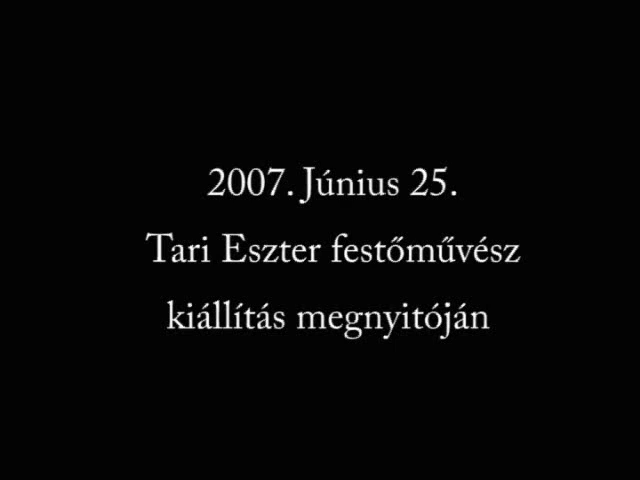 2007. Június 25.
Tari Eszter festőművész
kiállítás megnyitóján